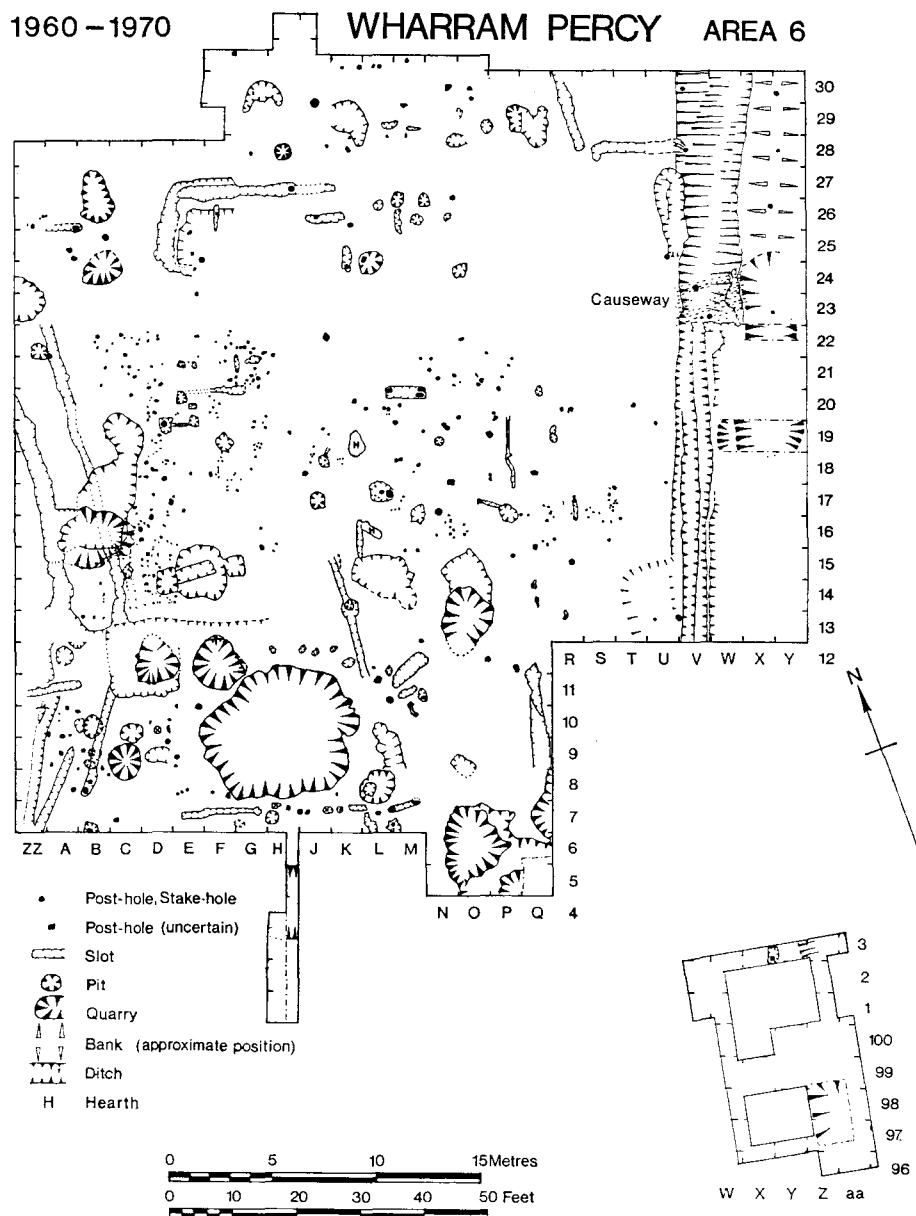 1960–1970 WHARRAM PERCY AREA 6
30
29
28
27
26
25
24
Causeway
23
22
21
20
19
H
18
17
16
H
15
14
13
R S T U V W X Y 12
11
10
9
8
7
ZZ A B C D E F G H J K L M 6
5
N O P Q 4
N
Post-hole, Stake-hole
Post-hole (uncertain)
Slot
Pit
Quarry
Bank (approximate position)
Ditch
H Hearth
3
2
1
100
99
98
97
96
W X Y Z aa
0 5 10 15 Metres
0 10 20 30 40 50 Feet